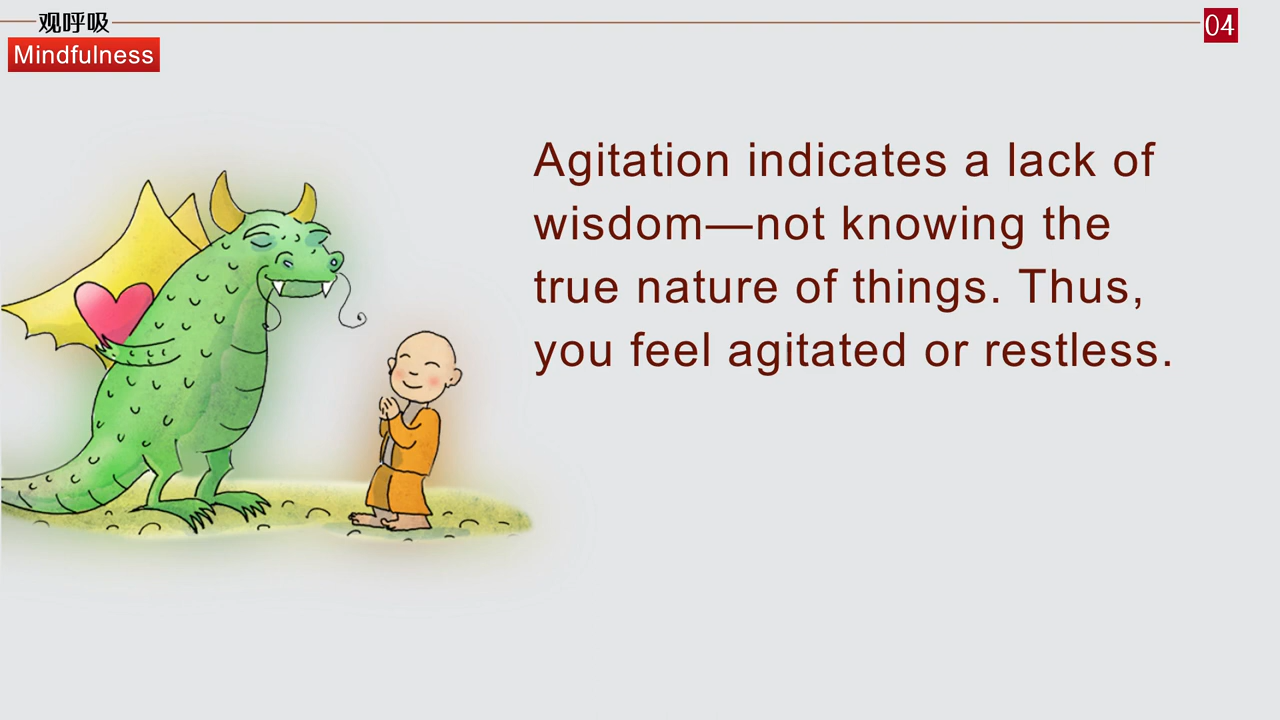 观呼吸
04
Mindfulness
Agitation indicates a lack of
wisdom—not knowing the
true nature of things. Thus,
you feel agitated or restless.